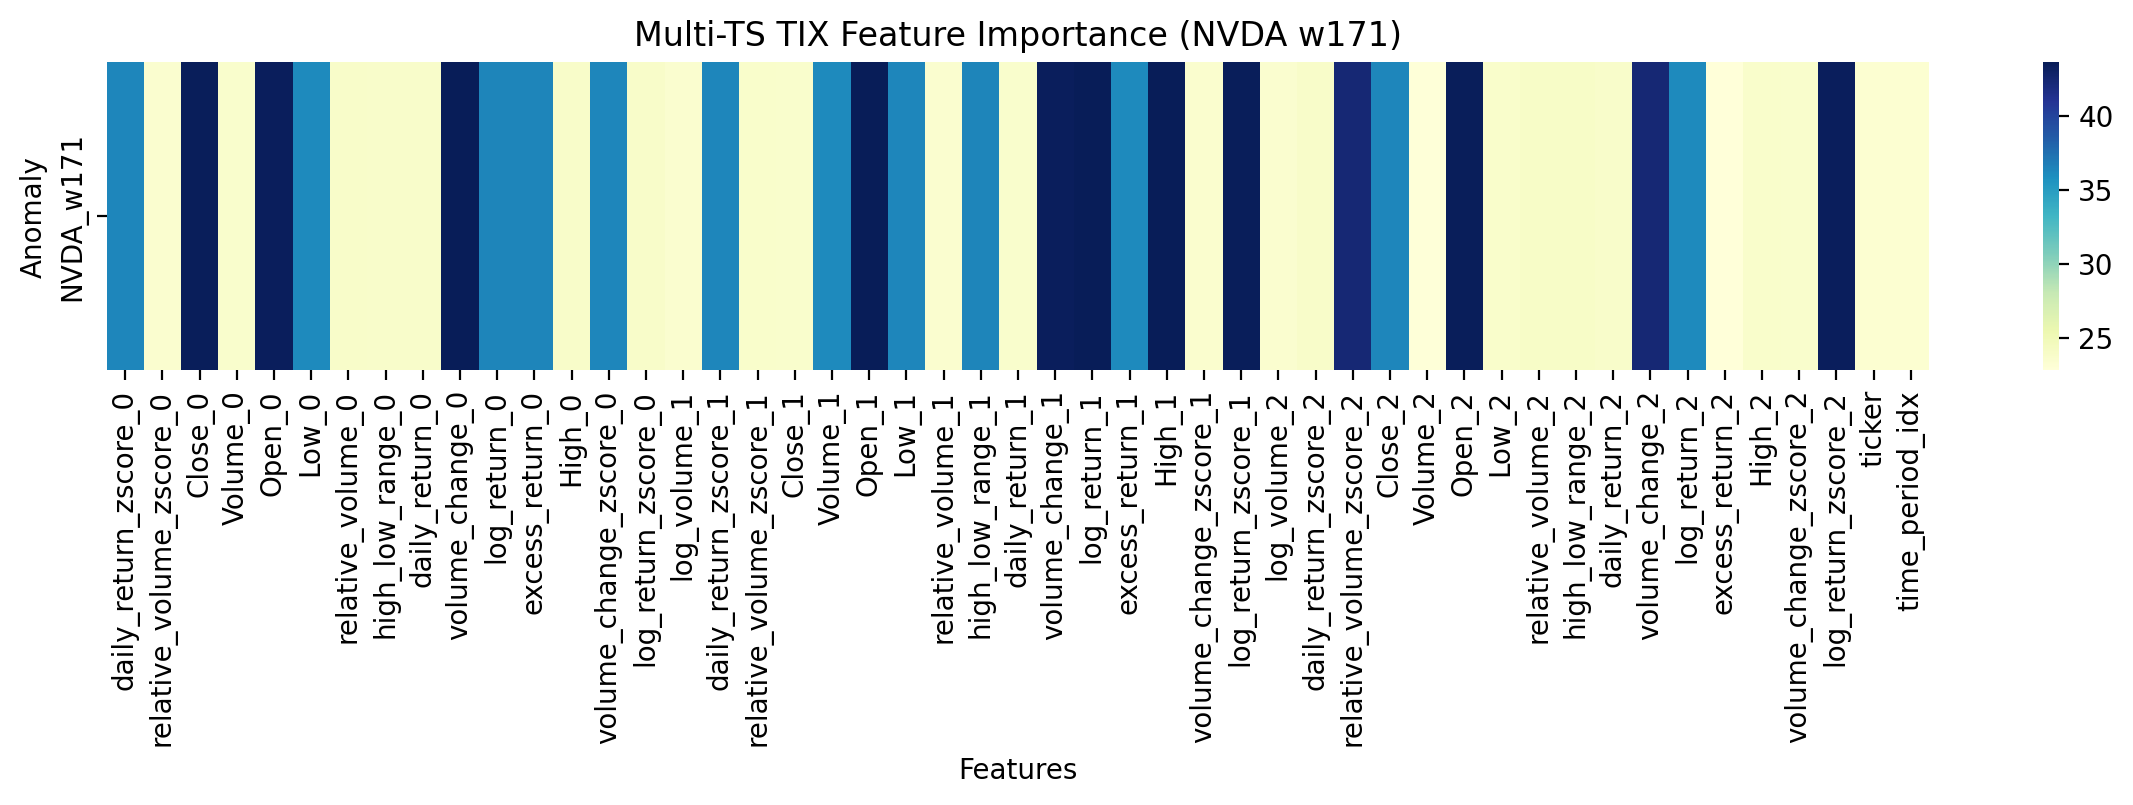 Multi-TS TIX Feature Importance (NVDA w171)
Anomaly
NVDA_w171
40
35
30
25
daily_return_zscore_0
relative_volume_zscore_0
Close_0
Volume_0
Open_0
Low_0
relative_volume_0
high_low_range_0
daily_return_0
volume_change_0
log_return_0
excess_return_0
High_0
volume_change_zscore_0
log_return_zscore_0
log_volume_1
daily_return_zscore_1
relative_volume_zscore_1
Close_1
Volume_1
Open_1
Low_1
relative_volume_1
high_low_range_1
daily_return_1
volume_change_1
log_return_1
excess_return_1
High_1
volume_change_zscore_1
log_return_zscore_1
log_volume_2
daily_return_zscore_2
relative_volume_zscore_2
Close_2
Volume_2
Open_2
Low_2
relative_volume_2
high_low_range_2
daily_return_2
volume_change_2
log_return_2
excess_return_2
High_2
volume_change_zscore_2
log_return_zscore_2
ticker
time_period_idx
Features